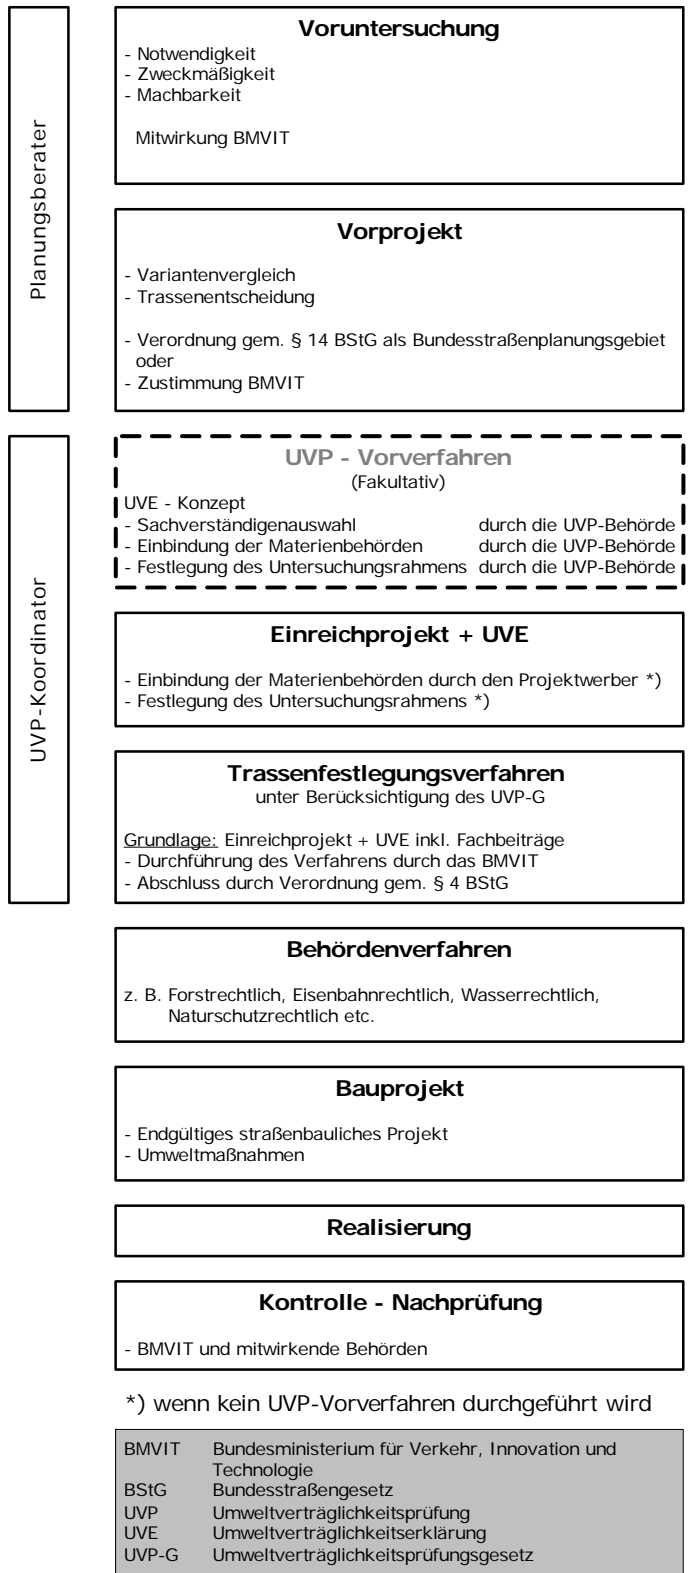 Planungsberater
Voruntersuchung
- Notwendigkeit
- Zweckmäßigkeit
- Machbarkeit
Mitwirkung BMVIT
Vorprojekt
- Variantenvergleich
- Trassenentscheidung
- Verordnung gem. § 14 BStG als Bundesstraßenplanungsgebiet
oder
- Zustimmung BMVIT
UVP-Koordinator
UVP - Vorverfahren
(Fakultativ)
UVE - Konzept
- Sachverständigenauswahl durch die UVP-Behörde
- Einbindung der Materienbehörden durch die UVP-Behörde
- Festlegung des Untersuchungsrahmens durch die UVP-Behörde
Einreichprojekt + UVE
- Einbindung der Materienbehörden durch den Projektwerber *)
- Festlegung des Untersuchungsrahmens *)
Trassenfestlegungsverfahren
unter Berücksichtigung des UVP-G
Grundlage: Einreichprojekt + UVE inkl. Fachbeiträge
- Durchführung des Verfahrens durch das BMVIT
- Abschluss durch Verordnung gem. § 4 BStG
Behördenverfahren
z. B. Forstrechtlich, Eisenbahnrechtlich, Wasserrechtlich,
Naturschutzrechtlich etc.
Bauprojekt
- Endgültiges straßenbauliches Projekt
- Umweltmaßnahmen
Realisierung
Kontrolle - Nachprüfung
- BMVIT und mitwirkende Behörden
*) wenn kein UVP-Vorverfahren durchgeführt wird
BMVIT Bundesministerium für Verkehr, Innovation und
Technologie
BStG Bundesstraßengesetz
UVP Umweltverträglichkeitsprüfung
UVE Umweltverträglichkeitserklärung
UVP-G Umweltverträglichkeitsprüfungsgesetz